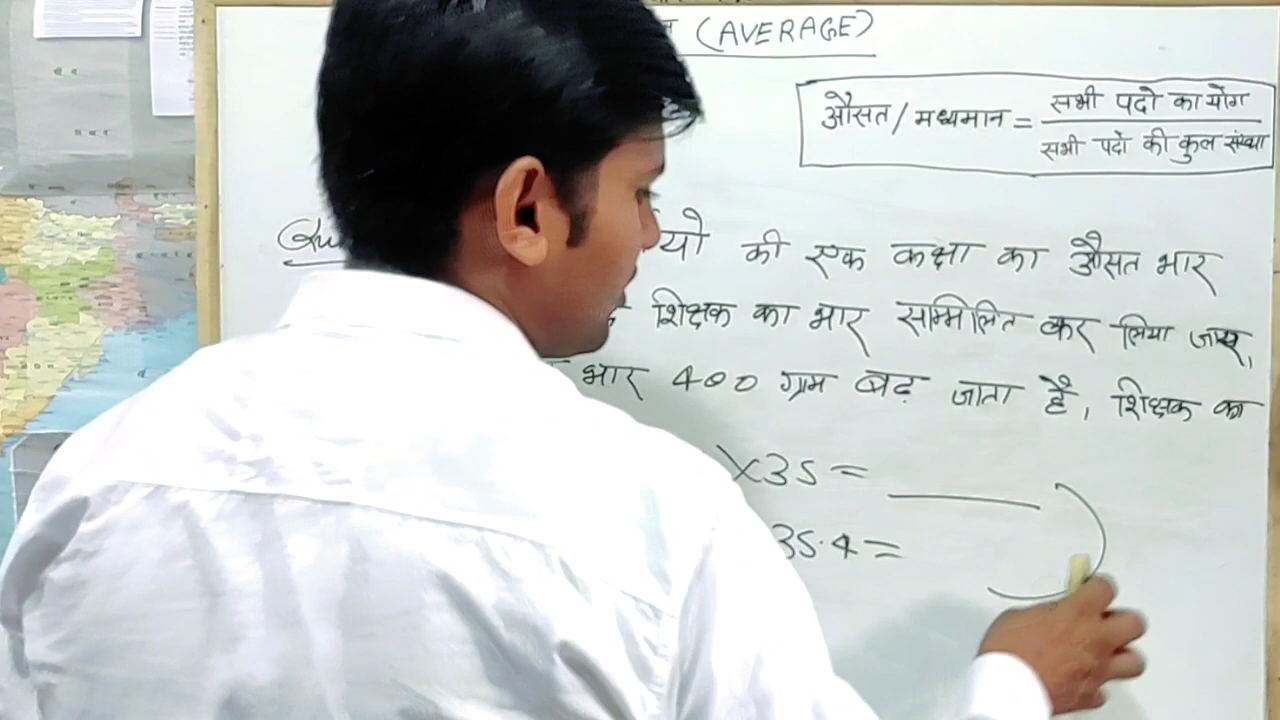 (AVERAGE)
औसत / मध्यमान = सभी पदो का योग
सभी पदो की कुल संख्या
यो की एक कक्षा का औसत भार
शिक्षक का भार सम्मिलित कर लिया जाए,
भार 400 ग्राम बढ़ जाता है, शिक्षक का
X35 =
35.4 =